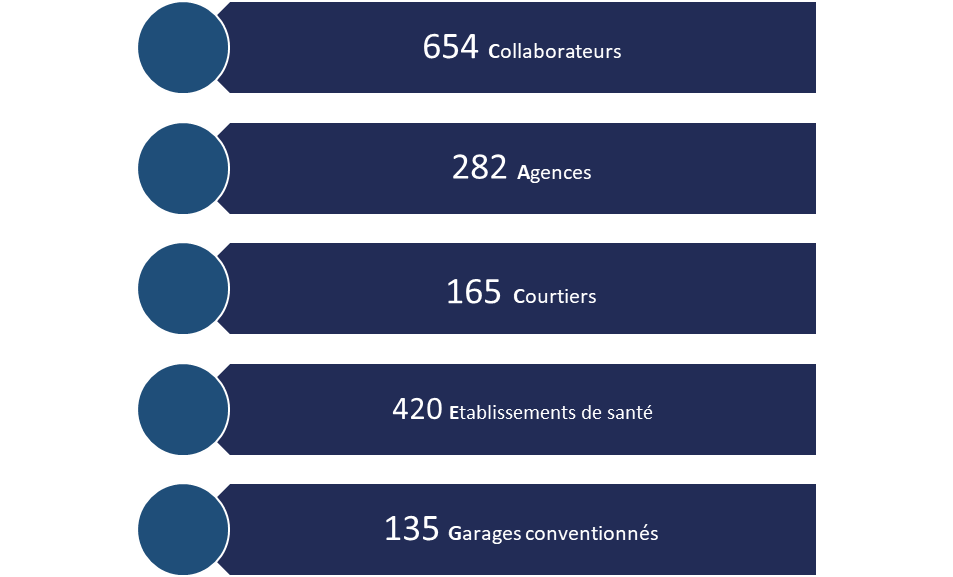 654 Collaborateurs
282 Agences
165 Courtiers
420 Etablissements de santé
135 Garages conventionnés